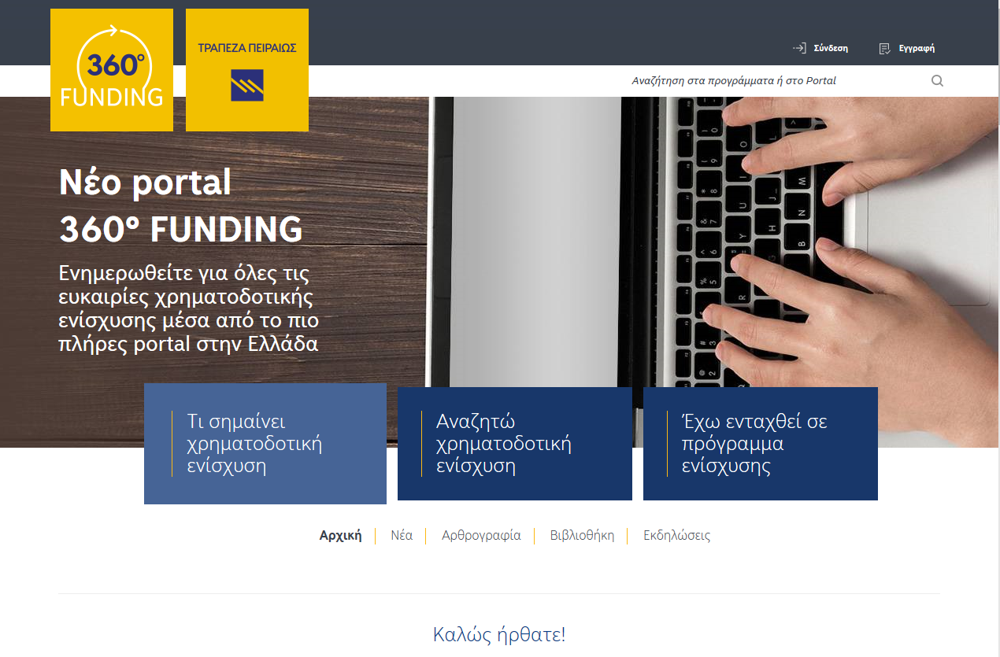 360°
FUNDING
ΤΡΑΠΕΖΑ ΠΕΙΡΑΙΩΣ
Σύνδεση
Εγγραφή
Αναζήτηση στα προγράμματα ή στο Portal
Νέο portal
360° FUNDING
Ενημερωθείτε για όλες τις
ευκαιρίες χρηματοδοτικής
ενίσχυσης μέσα από το πιο
πλήρες portal στην Ελλάδα
Τι σημαίνει
χρηματοδοτική
ενίσχυση
Αναζητώ
χρηματοδοτική
ενίσχυση
Έχω ενταχθεί σε
πρόγραμμα
ενίσχυσης
Αρχική
Νέα
Αρθρογραφία
Βιβλιοθήκη
Εκδηλώσεις
Καλώς ήρθατε!